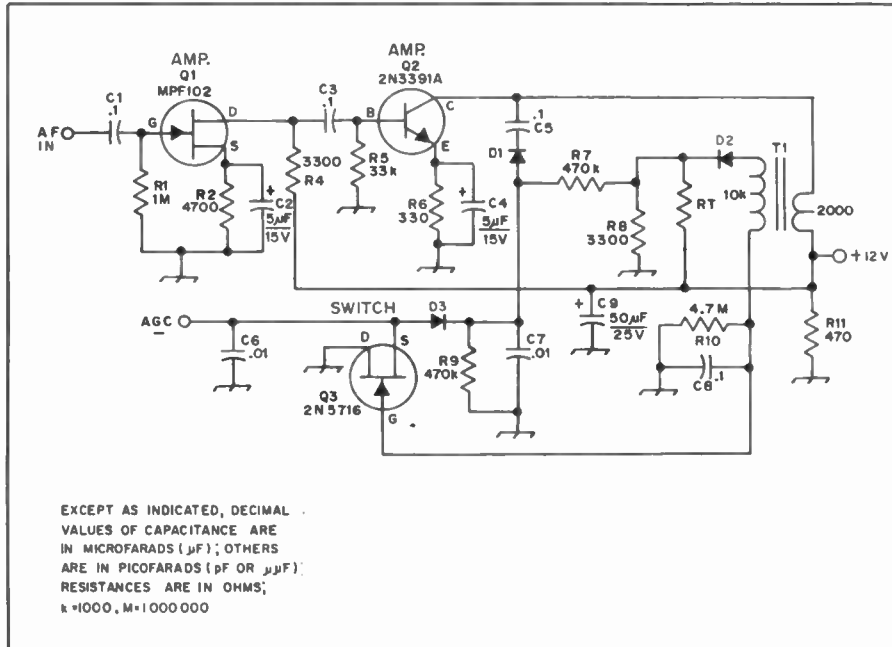 AMP.
Q1
MPF102
AMP.
Q2
2N3391A
C1
.1
C3
.1
D
G
S
B
C
E
AF
IN
.1
C5
D1
D2
T1
R1
1M
R2
4700
C2
5μF
15V
3300
R4
R5
33k
R6
330
C4
5μF
15V
R7
470k
R8
3300
RT
10k
2000
+12V
AGC
SWITCH
D3
C6
.01
D
S
G
Q3
2N5716
R9
470k
C7
.01
C9
50μF
25V
4.7M
R10
C8 .1
R11
470
EXCEPT AS INDICATED, DECIMAL
VALUES OF CAPACITANCE ARE
IN MICROFARADS (μF); OTHERS
ARE IN PICOFARADS (pF OR μμF);
RESISTANCES ARE IN OHMS;
k=1000, M=1000000